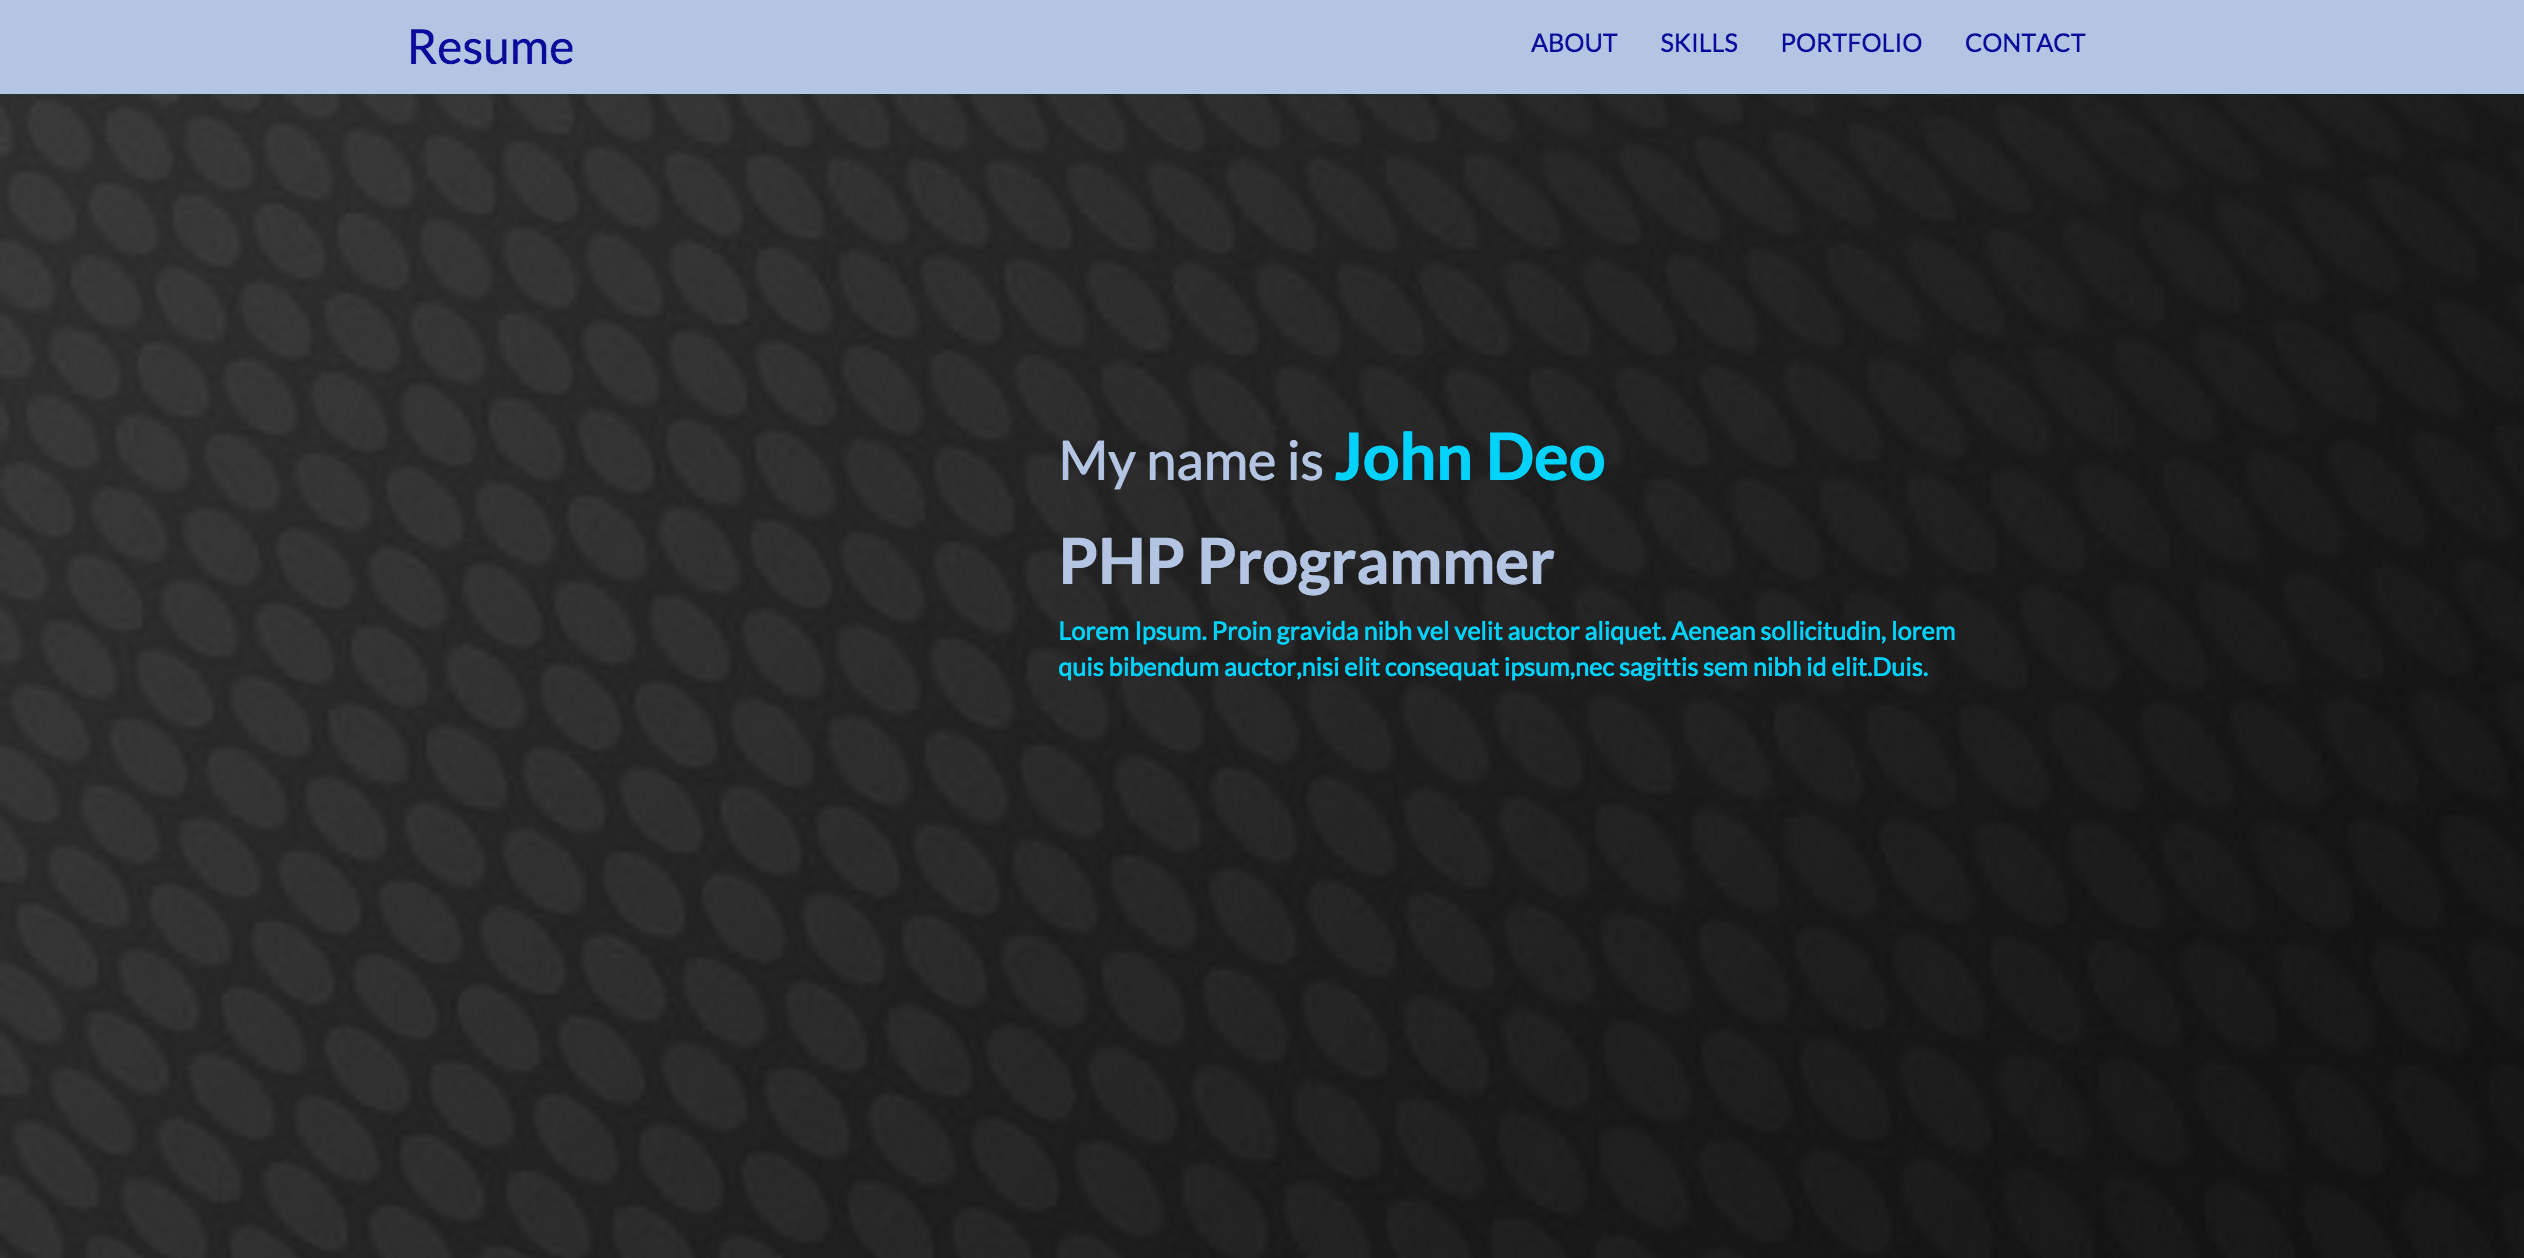 Resume
ABOUT SKILLS PORTFOLIO CONTACT
My name is John Deo
PHP Programmer
Lorem Ipsum. Proin gravida nibh vel velit auctor aliquet. Aenean sollicitudin, lorem
quis bibendum auctor,nisi elit consequat ipsum,nec sagittis sem nibh id elit.Duis.